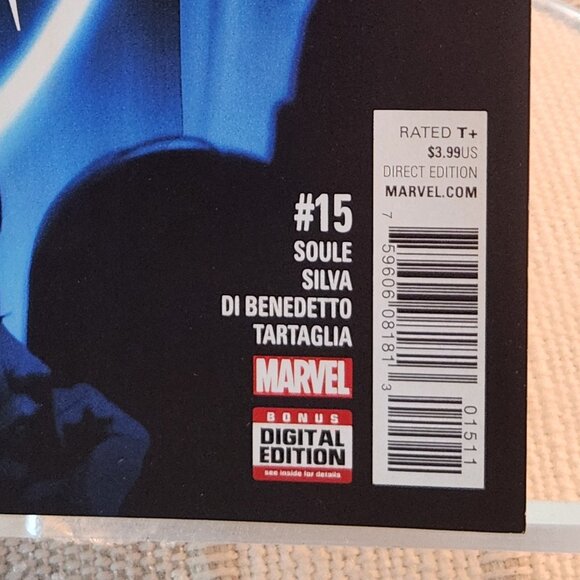 #15
SOULE
SILVA
DI BENEDETTO
TARTAGLIA
MARVEL
BONUS
DIGITAL
EDITION
see inside for details
RATED T+
$3.99US
DIRECT EDITION
MARVEL.COM
7 59606 08181 3
01511